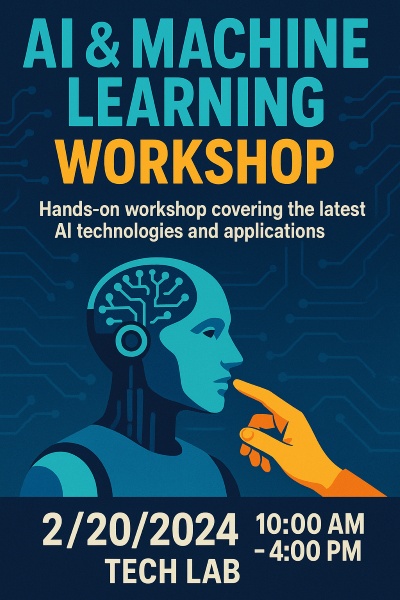 AI & MACHINE
LEARNING
WORKSHOP
Hands-on workshop covering the latest
AI technologies and applications
2/20/2024
10:00 AM
– 4:00 PM
TECH LAB